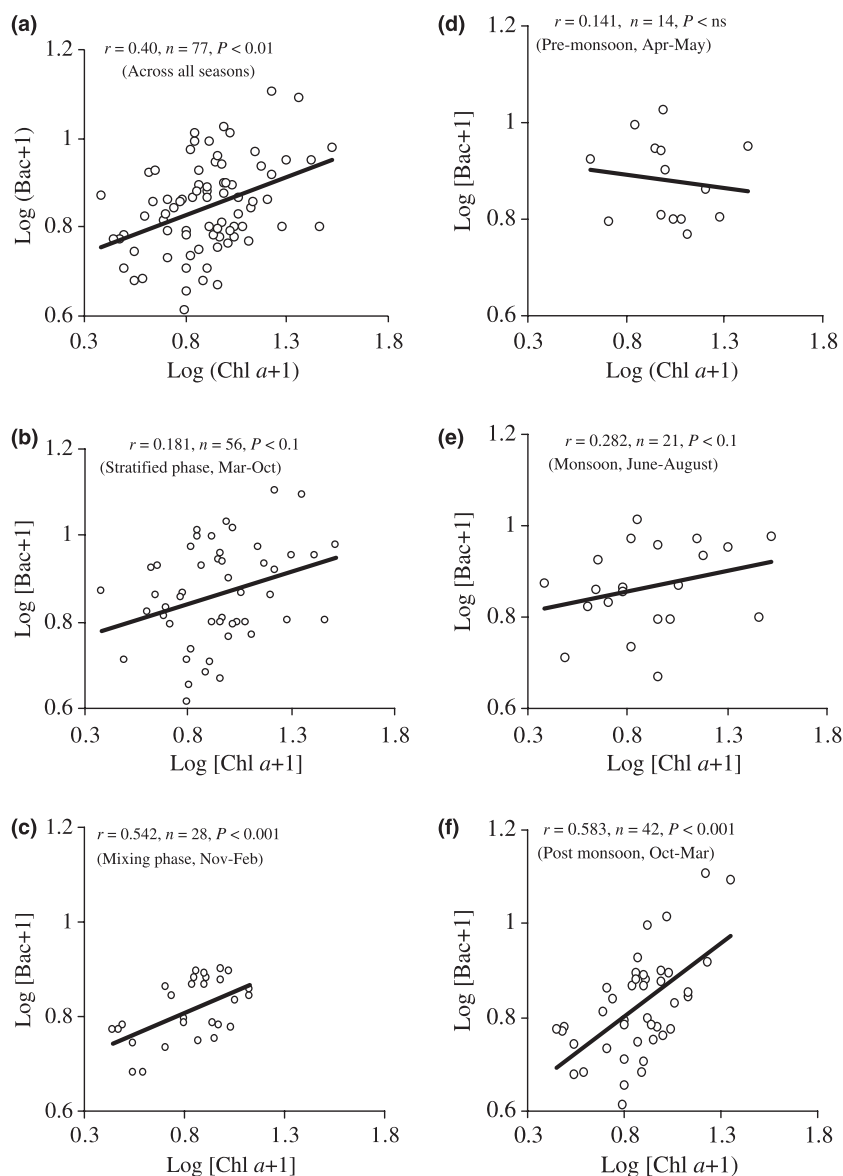 (a)
r = 0.40, n = 77, P < 0.01
(Across all seasons)
1.2
1
0.8
0.6
Log (Bac+1)
0.3 0.8 1.3 1.8
Log (Chl a+1)
(b)
r = 0.181, n = 56, P < 0.1
(Stratified phase, Mar-Oct)
1.2
1
0.8
0.6
Log [Bac+1]
0.3 0.8 1.3 1.8
Log [Chl a+1]
(c)
r = 0.542, n = 28, P < 0.001
(Mixing phase, Nov-Feb)
1.2
1
0.8
0.6
Log [Bac+1]
0.3 0.8 1.3 1.8
Log [Chl a+1]
(d)
r = 0.141, n = 14, P < ns
(Pre-monsoon, Apr-May)
1.2
1
0.8
0.6
Log [Bac+1]
0.3 0.8 1.3 1.8
Log (Chl a+1)
(e)
r = 0.282, n = 21, P < 0.1
(Monsoon, June-August)
1.2
1
0.8
0.6
Log [Bac+1]
0.3 0.8 1.3 1.8
Log [Chl a+1]
(f)
r = 0.583, n = 42, P < 0.001
(Post monsoon, Oct-Mar)
1.2
1
0.8
0.6
Log [Bac+1]
0.3 0.8 1.3 1.8
Log [Chl a+1)